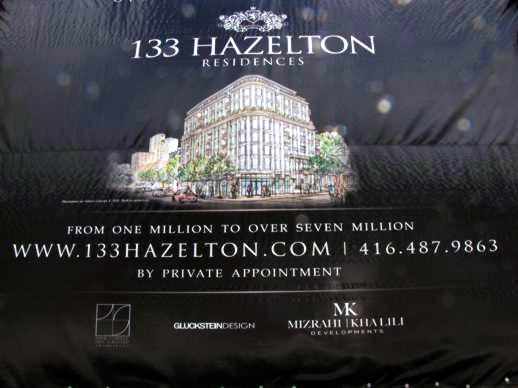 133 HAZELTON
RESIDENCES
FROM ONE MILLION TO OVER SEVEN MILLION
WWW.133HAZELTON.COM | 416.487.9863
BY PRIVATE APPOINTMENT
GLUCKSTEINDESIGN
MK
MIZRAHI | KHALILI
DEVELOPMENTS